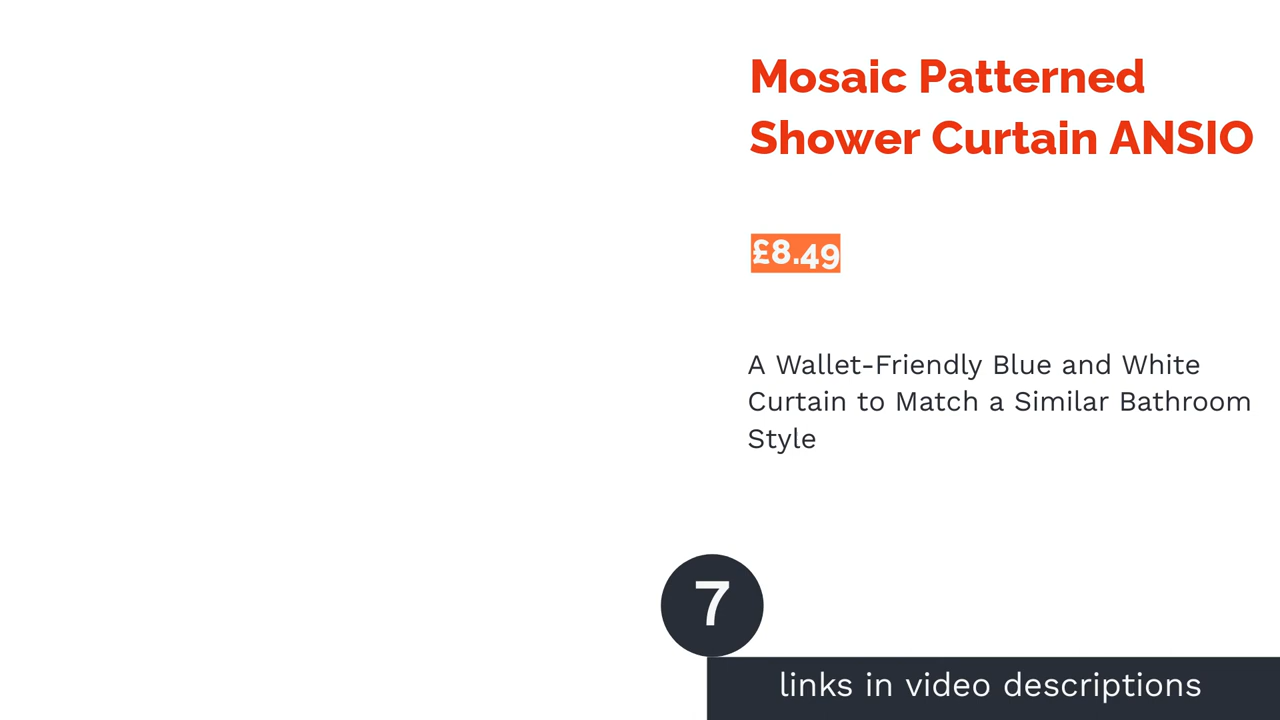 Mosaic Patterned
Shower Curtain ANSIO
£8.49
A Wallet-Friendly Blue and White
Curtain to Match a Similar Bathroom
Style
7
links in video descriptions